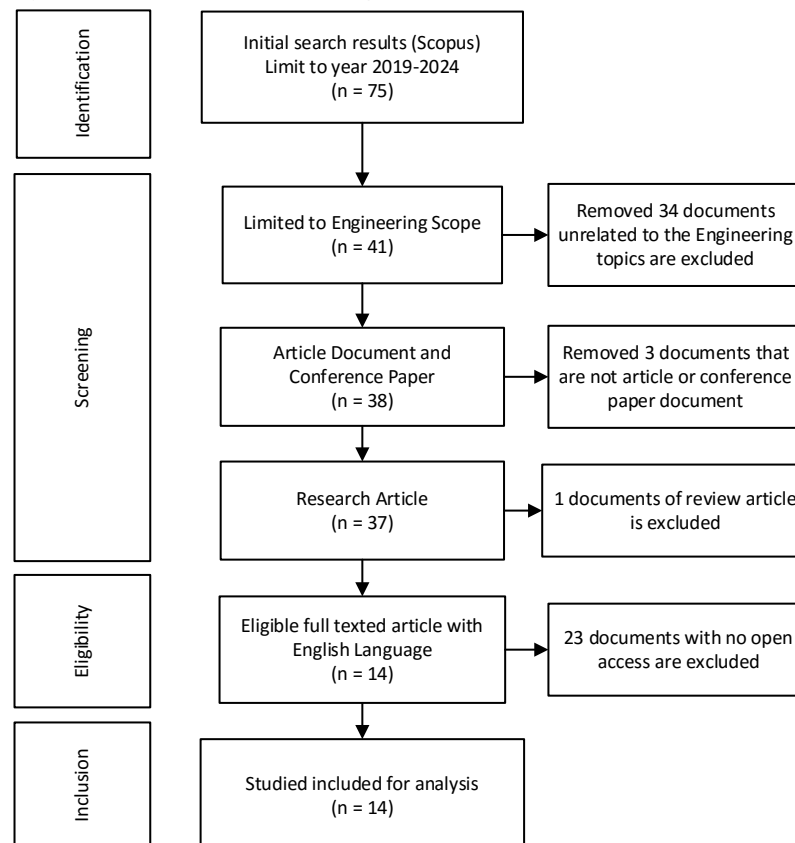 Identification
Initial search results (Scopus)
Limit to year 2019-2024
(n = 75)
Screening
Limited to Engineering Scope
(n = 41)
Removed 34 documents
unrelated to the Engineering
topics are excluded
Article Document and
Conference Paper
(n = 38)
Removed 3 documents that
are not article or conference
paper document
Research Article
(n = 37)
1 documents of review article
is excluded
Eligibility
Eligible full texted article with
English Language
(n = 14)
23 documents with no open
access are excluded
Inclusion
Studied included for analysis
(n = 14)